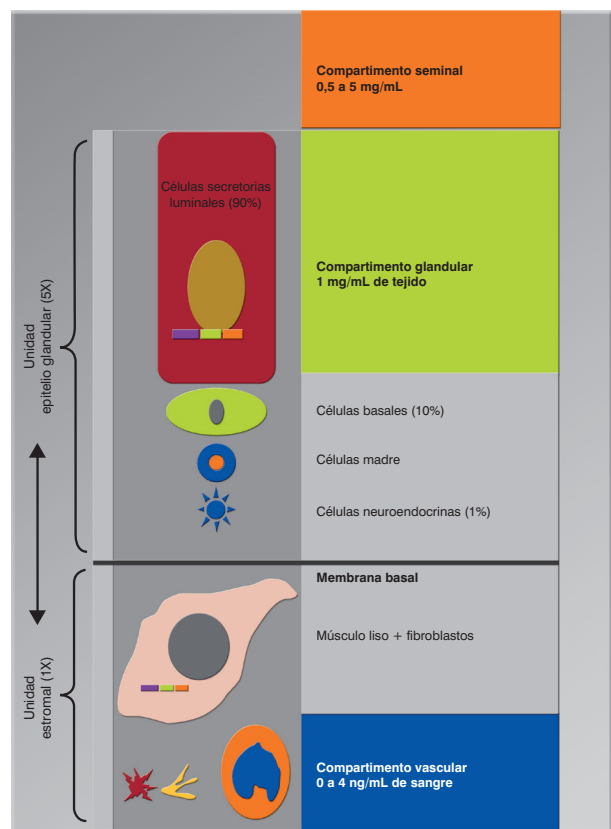 Compartimento seminal
0,5 a 5 mg/mL
Células secretorias
luminales (90%)
Compartimento glandular
1 mg/mL de tejido
Unidad
epitelio glandular (5X)
Células basales (10%)
Células madre
Células neuroendocrinas (1%)
Membrana basal
Músculo liso + fibroblastos
Unidad
estromal (1X)
Compartimento vascular
0 a 4 ng/mL de sangre